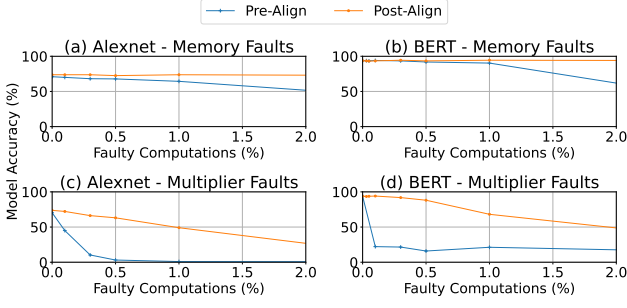 Pre-Align Post-Align
(a) Alexnet - Memory Faults (b) BERT - Memory Faults
100 100
50 50
0 0
0.0 0.5 1.0 1.5 2.0 0.0 0.5 1.0 1.5 2.0
Faulty Computations (%) Faulty Computations (%)
Model Accuracy (%)
(c) Alexnet - Multiplier Faults (d) BERT - Multiplier Faults
100 100
50 50
0 0
0.0 0.5 1.0 1.5 2.0 0.0 0.5 1.0 1.5 2.0
Faulty Computations (%) Faulty Computations (%)